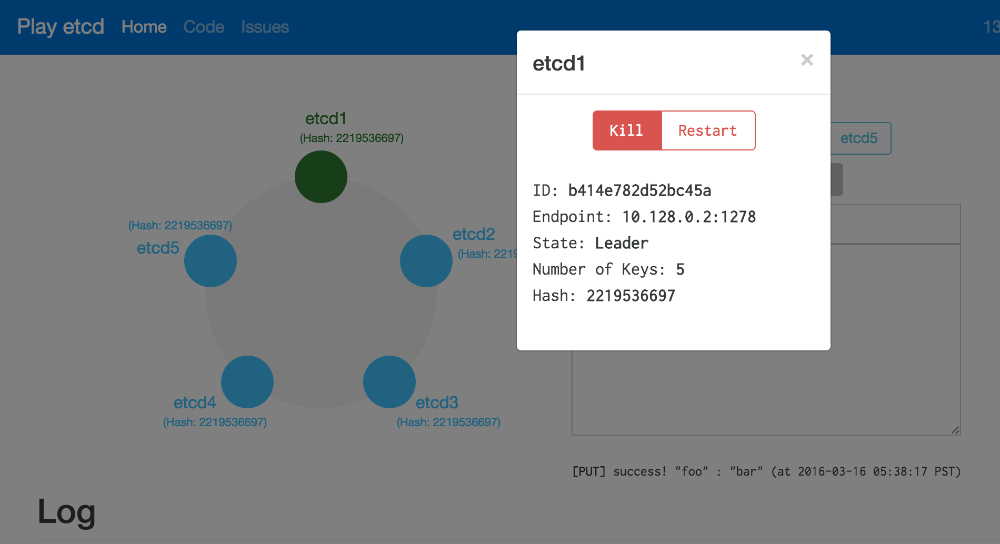 Play etcd Home Code Issues 13
etcd1
×
Kill Restart
ID: b414e782d52bc45a
Endpoint: 10.128.0.2:1278
State: Leader
Number of Keys: 5
Hash: 2219536697
etcd1
(Hash: 2219536697)
etcd2
(Hash: 2219
etcd3
(Hash: 2219536697)
etcd4
(Hash: 2219536697)
(Hash: 2219536697)
etcd5
etcd5
[PUT] success! "foo" : "bar" (at 2016-03-16 05:38:17 PST)
Log